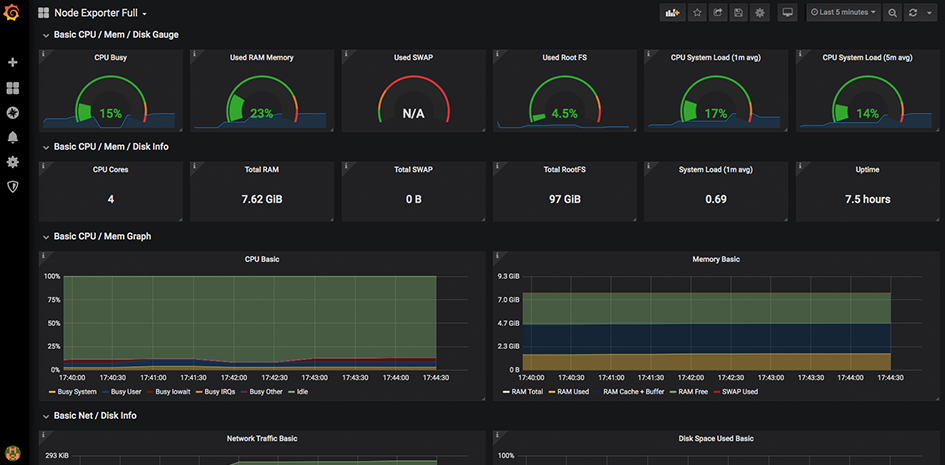 Node Exporter Full
Last 5 minutes
Basic CPU / Mem / Disk Gauge
CPU Busy
Used RAM Memory
Used SWAP
Used Root FS
CPU System Load (1m avg)
CPU System Load (5m avg)
15%
23%
N/A
4.5%
17%
14%
Basic CPU / Mem / Disk Info
CPU Cores
Total RAM
Total SWAP
Total RootFS
System Load (1m avg)
Uptime
4
7.62 GiB
0 B
97 GiB
0.69
7.5 hours
Basic CPU / Mem Graph
CPU Basic
100%
75%
50%
25%
0%
17:40:00 17:40:30 17:41:00 17:41:30 17:42:00 17:42:30 17:43:00 17:43:30 17:44:00 17:44:30
Busy System Busy User Busy Iowait Busy IRQs Busy Other Idle
Memory Basic
9.3 GiB
7.0 GiB
4.7 GiB
2.3 GiB
0 B
17:40:00 17:40:30 17:41:00 17:41:30 17:42:00 17:42:30 17:43:00 17:43:30 17:44:00 17:44:30
RAM Total RAM Used RAM Cache + Buffer RAM Free SWAP Used
Basic Net / Disk Info
Network Traffic Basic
293 KiB
Disk Space Used Basic
100%